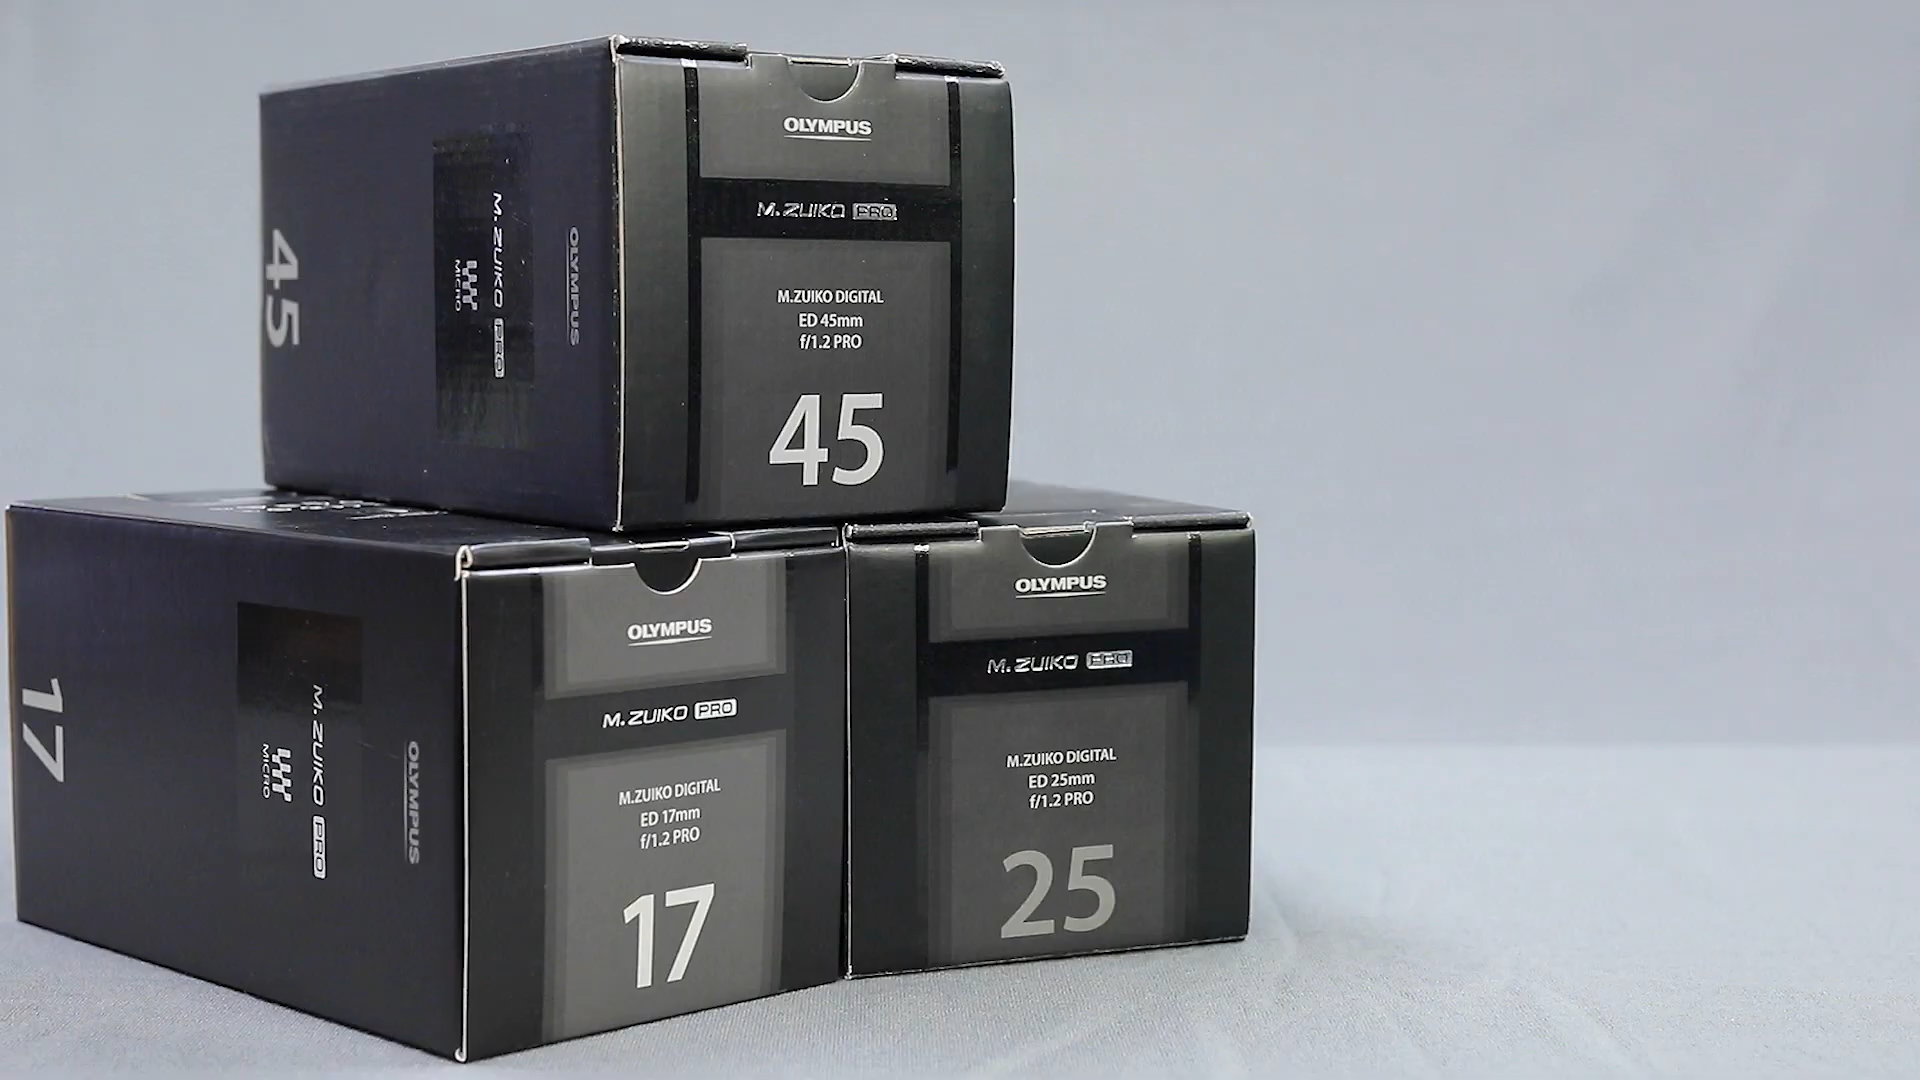 OLYMPUS
M.ZUIKO PRO
M.ZUIKO DIGITAL
ED 45mm
f/1.2 PRO
45
45
MICRO
M.ZUIKO PRO
OLYMPUS
OLYMPUS
M.ZUIKO PRO
M.ZUIKO DIGITAL
ED 17mm
f/1.2 PRO
17
17
MICRO
M.ZUIKO PRO
OLYMPUS
OLYMPUS
M.ZUIKO PRO
M.ZUIKO DIGITAL
ED 25mm
f/1.2 PRO
25